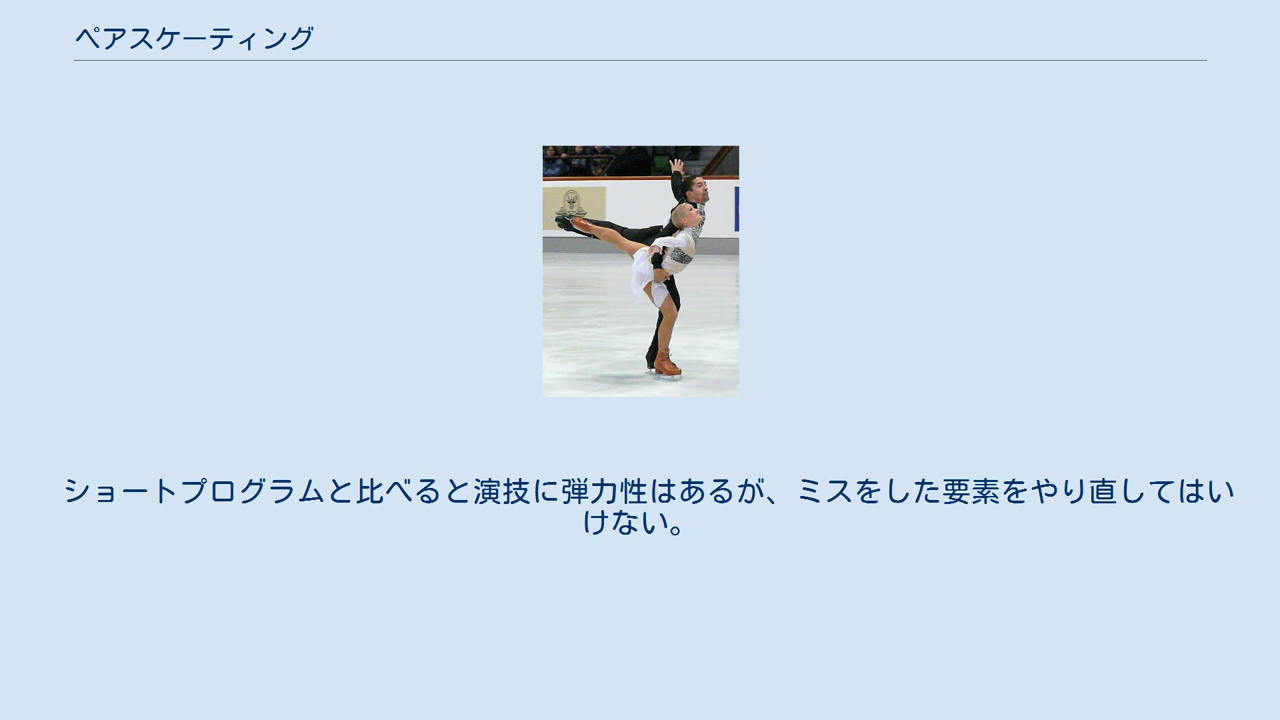 ペアスケーティング
ショートプログラムと比べると演技に弾力性はあるが、ミスをした要素をやり直してはい
けない。